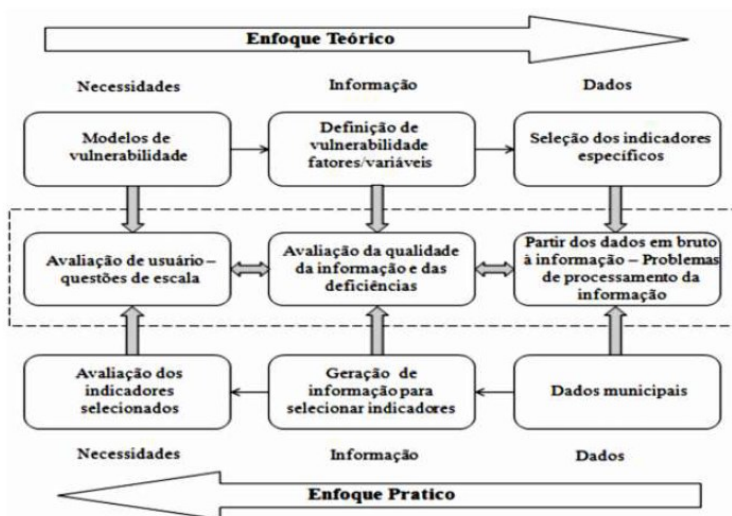 Enfoque Teórico
Necessidades
Informação
Dados
Modelos de
vulnerabilidade
Definição de
vulnerabilidade
fatores/variáveis
Seleção dos indicadores
específicos
Avaliação de usuário–
questões de escala
Avaliação da qualidade
da informação e das
deficiências
Partir dos dados em bruto
à informação – Problemas
de processamento da
informação
Avaliação dos
indicadores
selecionados
Geração de
informação para
selecionar indicadores
Dados municipais
Necessidades
Informação
Dados
Enfoque Pratico